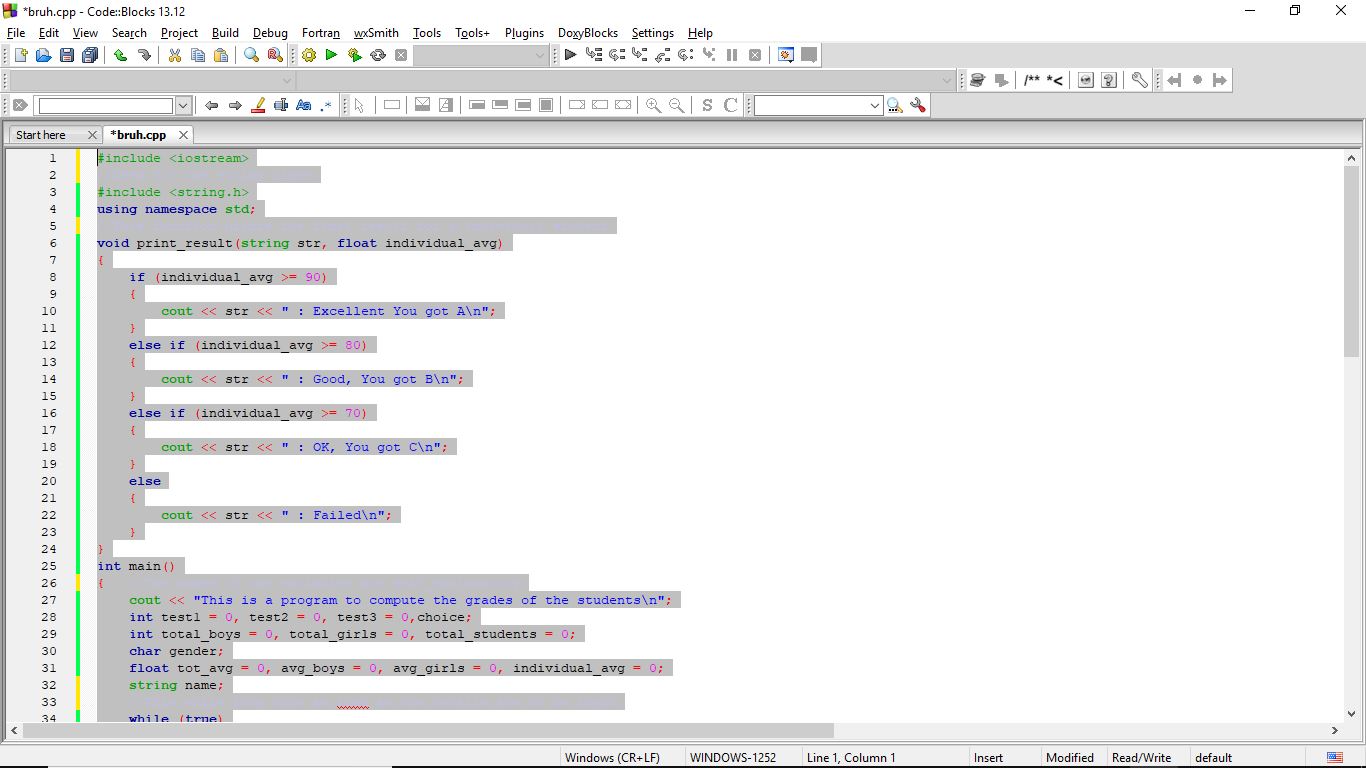 *bruh.cpp - Code::Blocks 13.12
File Edit View Search Project Build Debug Fortran wxSmith Tools Tools+ Plugins DoxyBlocks Settings Help
/** *<
Aa .* S C
Start here *bruh.cpp
1 #include <iostream>
2
3 #include <string.h>
4 using namespace std;
5
6 void print_result(string str, float individual_avg)
7 {
8 if (individual_avg >= 90)
9 {
10 cout << str << " : Excellent You got A\n";
11 }
12 else if (individual_avg >= 80)
13 {
14 cout << str << " : Good, You got B\n";
15 }
16 else if (individual_avg >= 70)
17 {
18 cout << str << " : OK, You got C\n";
19 }
20 else
21 {
22 cout << str << " : Failed\n";
23 }
24 }
25 int main()
26 {
27 cout << "This is a program to compute the grades of the students\n";
28 int test1 = 0, test2 = 0, test3 = 0,choice;
29 int total_boys = 0, total_girls = 0, total_students = 0;
30 char gender;
31 float tot_avg = 0, avg_boys = 0, avg_girls = 0, individual_avg = 0;
32 string name;
33
34 while (true)
Windows (CR+LF) WINDOWS-1252 Line 1, Column 1 Insert Modified Read/Write default